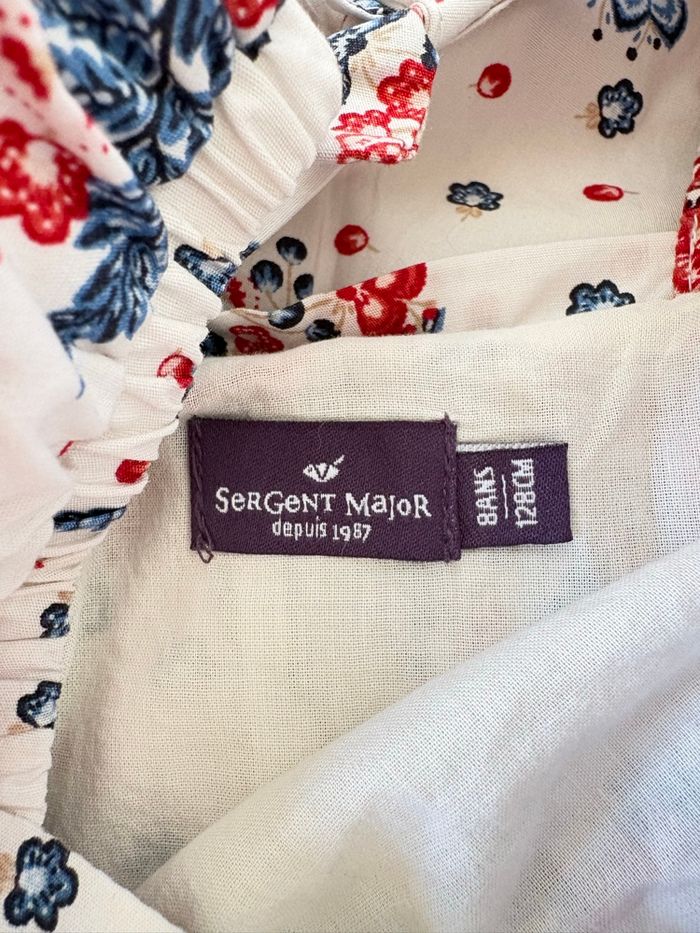 SERGENT MAJOR
depuis 1987
8ANS
128CM